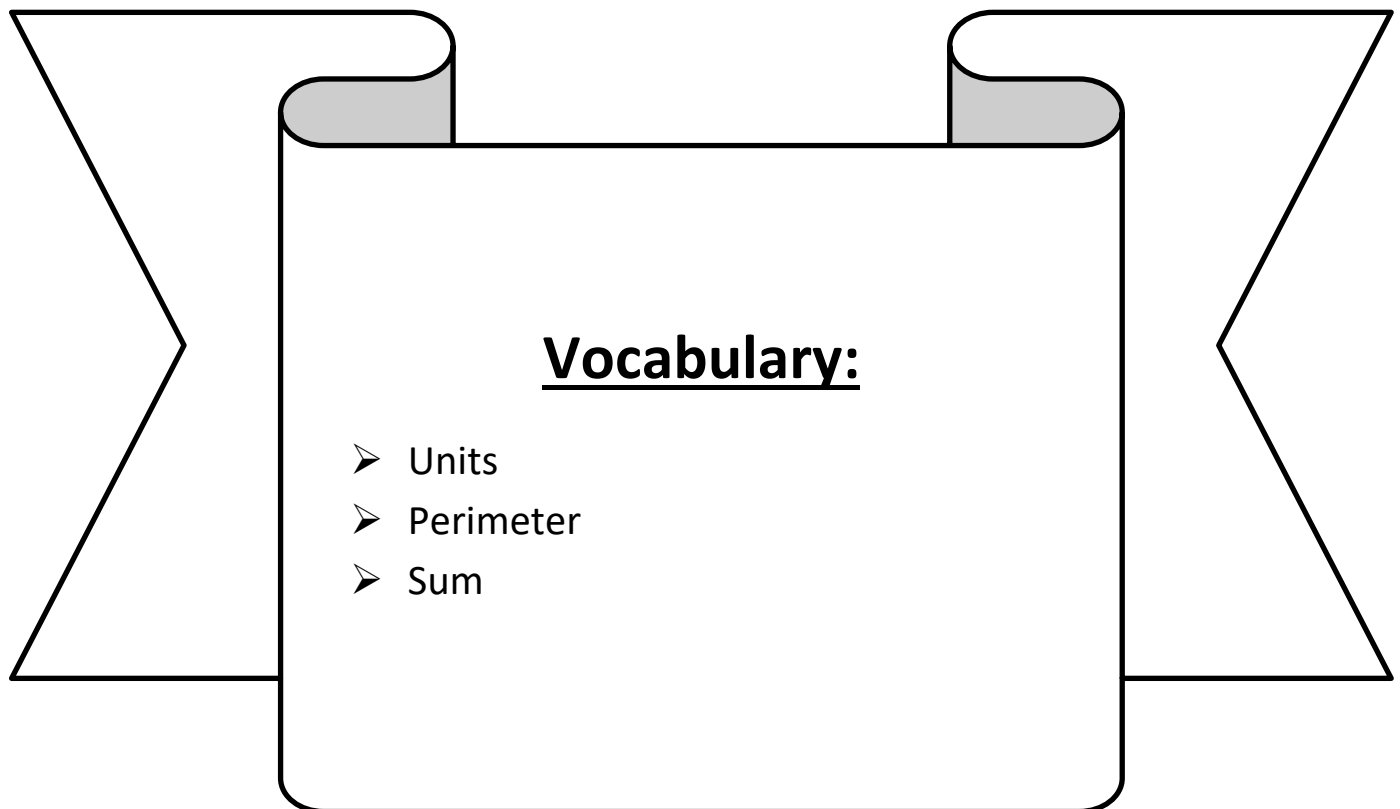 Vocabulary:
➢ Units
➢ Perimeter
➢ Sum